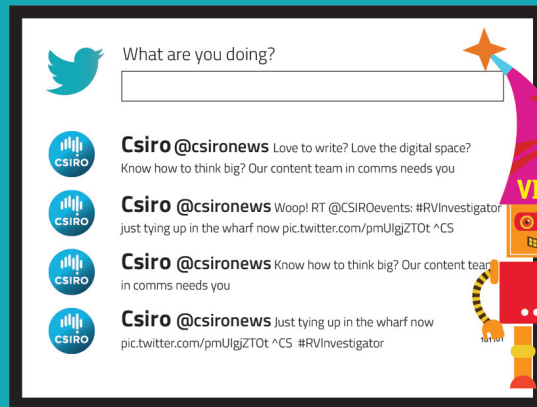 What are you doing?
CSIRO
Csiro @csironews Love to write? Love the digital space?
Know how to think big? Our content team in comms needs you
CSIRO
Csiro @csironews Woop! RT @CSIROevents: #RVInvestigator
just tying up in the wharf now pic.twitter.com/pmUIgjZTOt ^CS
VI
CSIRO
Csiro @csironews Know how to think big? Our content team
in comms needs you
CSIRO
Csiro @csironews Just tying up in the wharf now
pic.twitter.com/pmUIgjZTOt ^CS #RVInvestigator